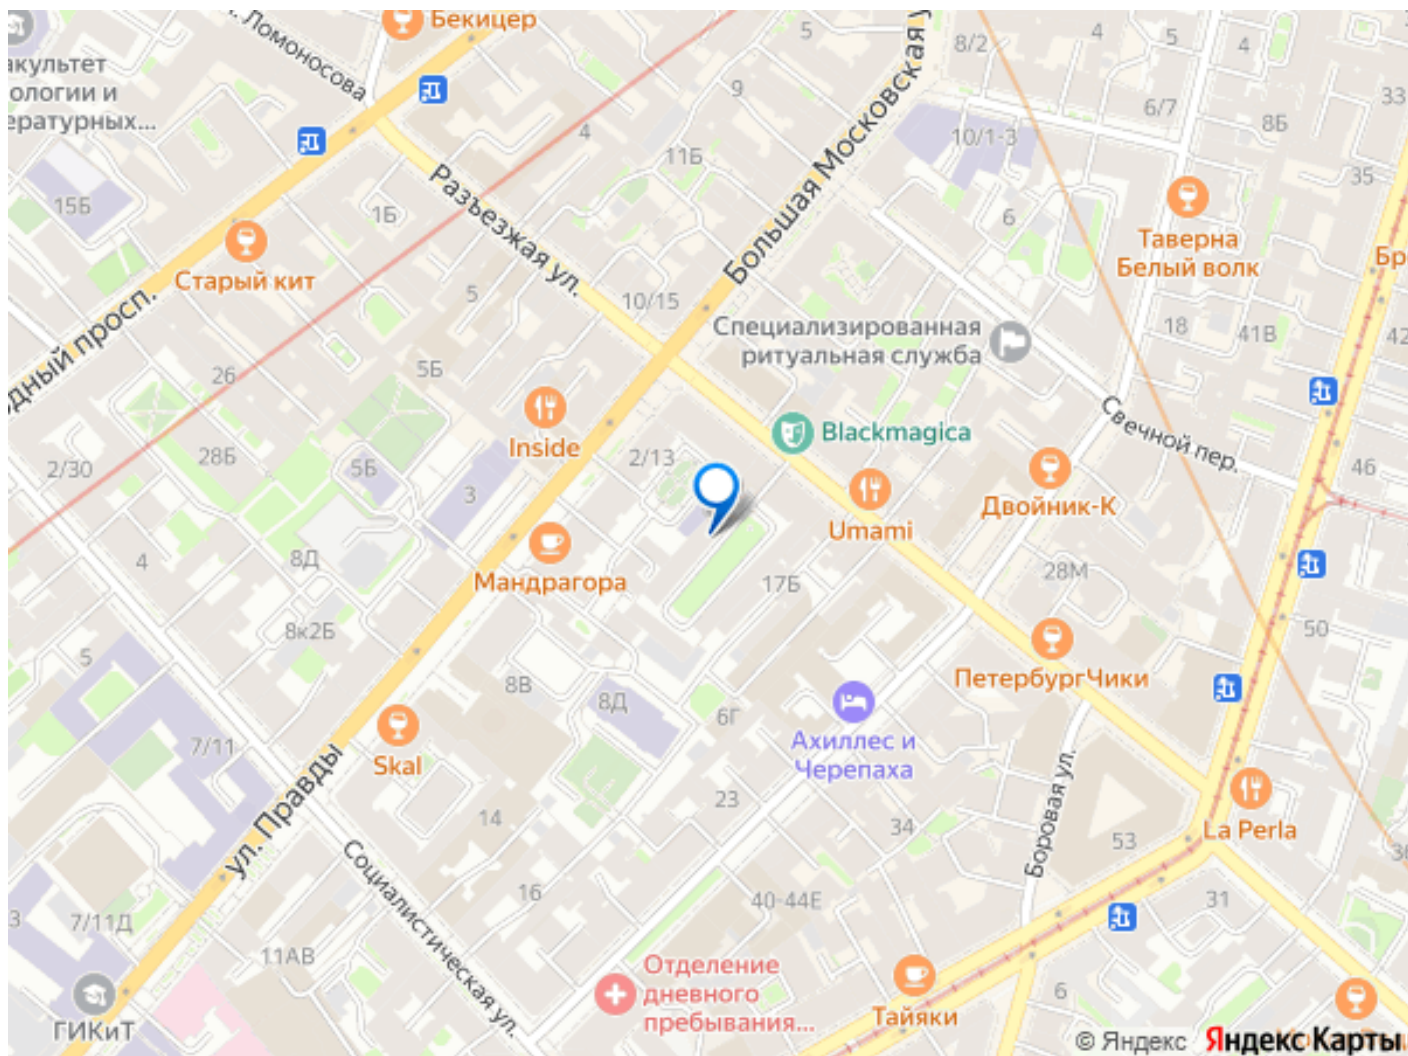 Бекицер
. Ломоносова
акультет
ологии и
ературных...
15Б
Старый кит
1Б
Разъезжая ул.
4
5
9
11Б
Большая Московская у
8/2
4
5
4
33
6/7
8Б
10/1-3
35
6
Таверна
Белый волк
Бр
10/15
5
Специализированная
ритуальная служба
18
41В
42
дный просп.
26
5Б
Inside
Blackmagica
Свечной пер.
2/30
28Б
5Б
3
2/13
Umami
Двойник-К
46
4
8Д
Мандрагора
17Б
28М
8к2Б
50
5
8В
8Д
6Г
ПетербургЧики
Ахиллес и
Черепаха
7/11
Skal
ул. Правды
14
23
34
Боровая ул.
53
La Perla
36
Социалистическая ул.
16
40-44Е
31
3
7/11Д
11АВ
Отделение
дневного
пребывания...
Тайяки
6
ГИКиТ
© Яндекс
Яндекс Карты